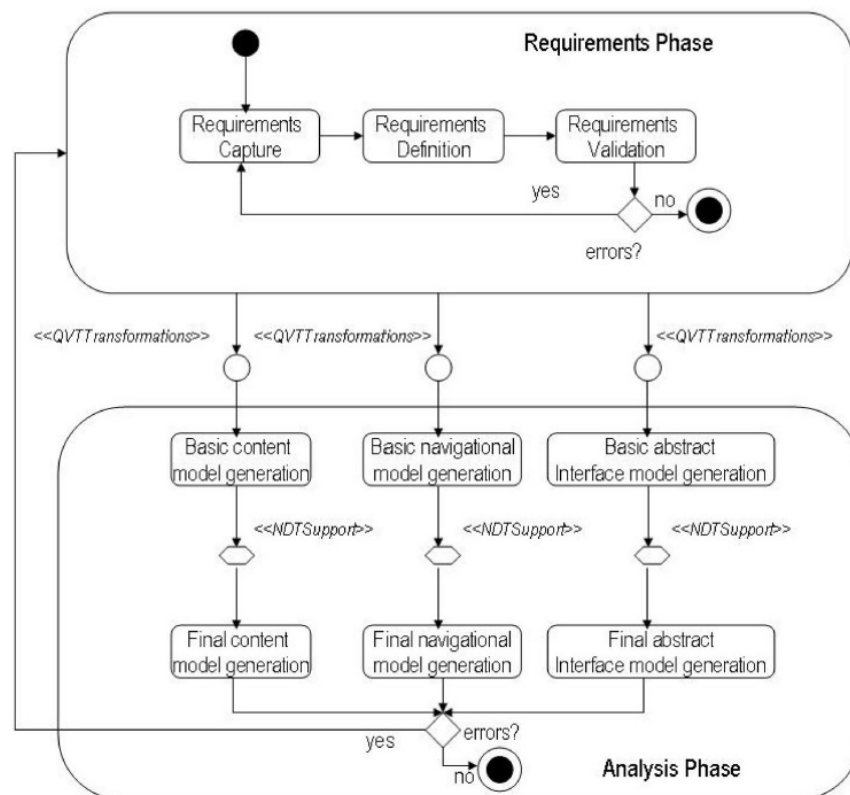 Requirements Phase
Requirements
Capture
Requirements
Definition
Requirements
Validation
yes
no
errors?
<<QVTTransformations>>
<<QVTTransformations>>
<<QVTTransformations>>
Basic content
model generation
Basic navigational
model generation
Basic abstract
Interface model generation
<<NDTSupport>>
<<NDTSupport>>
<<NDTSupport>>
Final content
model generation
Final navigational
model generation
Final abstract
Interface model generation
yes
errors?
no
Analysis Phase